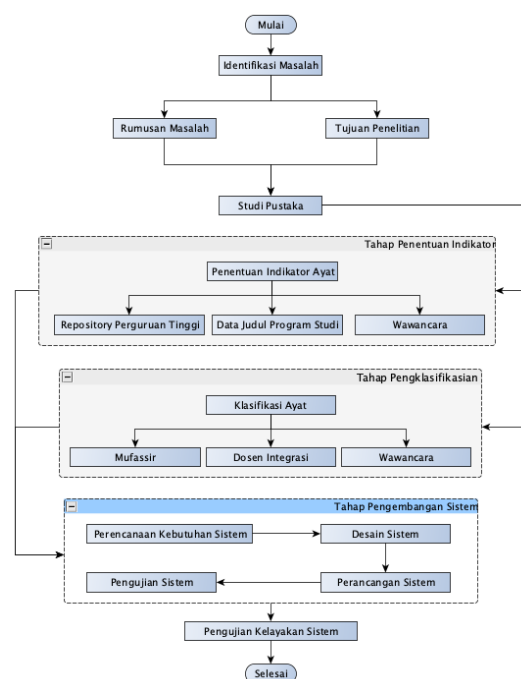 Mulai
Identifikasi Masalah
Rumusan Masalah
Tujuan Penelitian
Studi Pustaka
Tahap Penentuan Indikator
Penentuan Indikator Ayat
Repository Perguruan Tinggi
Data Judul Program Studi
Wawancara
Tahap Pengklasifikasian
Klasifikasi Ayat
Mufassir
Dosen Integrasi
Wawancara
Tahap Pengembangan Sistem
Perencanaan Kebutuhan Sistem
Desain Sistem
Pengujian Sistem
Perancangan Sistem
Pengujian Kelayakan Sistem
Selesai